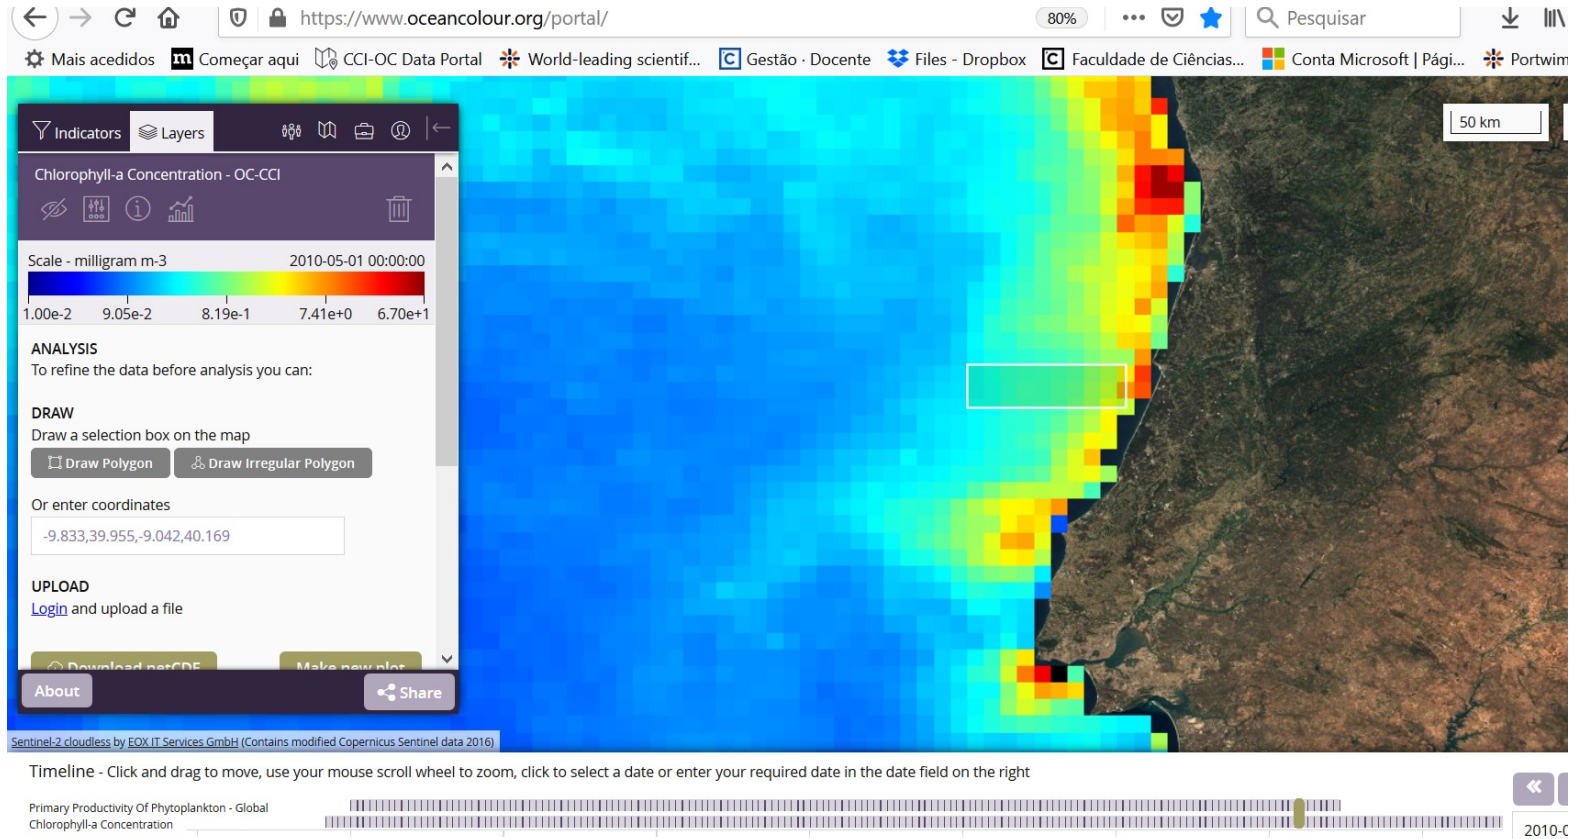 https://www.oceancolour.org/portal/
80%
Pesquisar
Mais acedidos
m Começar aqui
CCI-OC Data Portal
World-leading scientif...
C Gestão · Docente
Files - Dropbox
C Faculdade de Ciências...
Conta Microsoft | Pági...
Portwim
Indicators
Layers
50 km
Chlorophyll-a Concentration - OC-CCI
Scale - milligram m-3
2010-05-01 00:00:00
1.00e-2 9.05e-2 8.19e-1 7.41e+0 6.70e+1
ANALYSIS
To refine the data before analysis you can:
DRAW
Draw a selection box on the map
Draw Polygon
Draw Irregular Polygon
Or enter coordinates
-9.833,39.955,-9.042,40.169
UPLOAD
Login and upload a file
Download netCDF
Make new plot
About
Share
Sentinel-2 cloudless by EOX IT Services GmbH (Contains modified Copernicus Sentinel data 2016)
Timeline - Click and drag to move, use your mouse scroll wheel to zoom, click to select a date or enter your required date in the date field on the right
Primary Productivity Of Phytoplankton - Global
Chlorophyll-a Concentration
2010-0